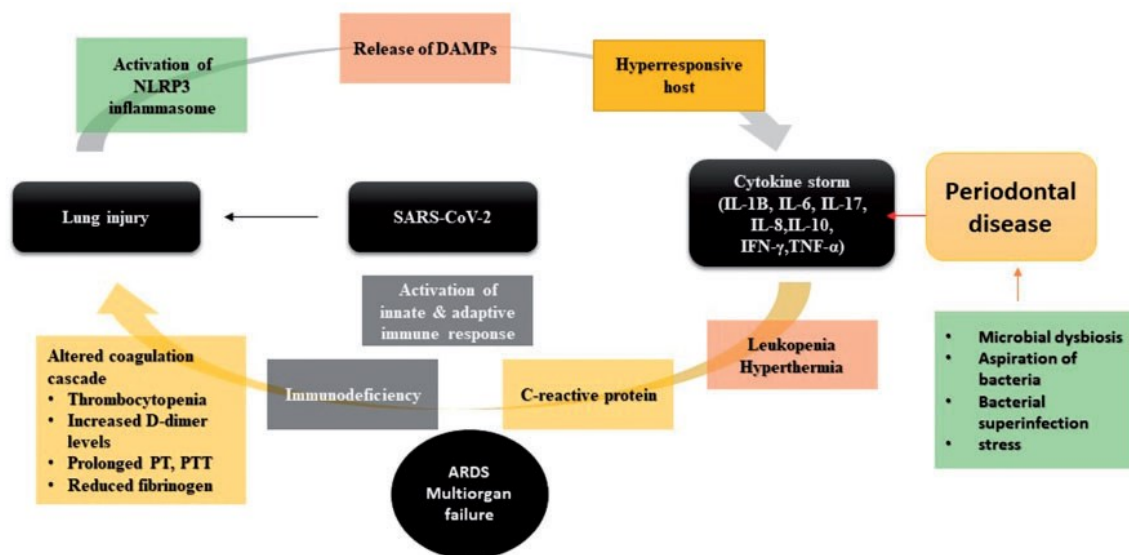 Release of DAMPs
Activation of
NLRP3
inflammasome
Hyperresponsive
host
Lung injury
SARS-CoV-2
Cytokine storm
(IL-1B, IL-6, IL-17,
IL-8,IL-10,
IFN-γ,TNF-α)
Periodontal
disease
Activation of
innate & adaptive
immune response
Altered coagulation
cascade
• Thrombocytopenia
• Increased D-dimer
levels
• Prolonged PT, PTT
• Reduced fibrinogen
Immunodeficiency
C-reactive protein
Leukopenia
Hyperthermia
• Microbial dysbiosis
• Aspiration of
bacteria
• Bacterial
superinfection
• stress
ARDS
Multiorgan
failure